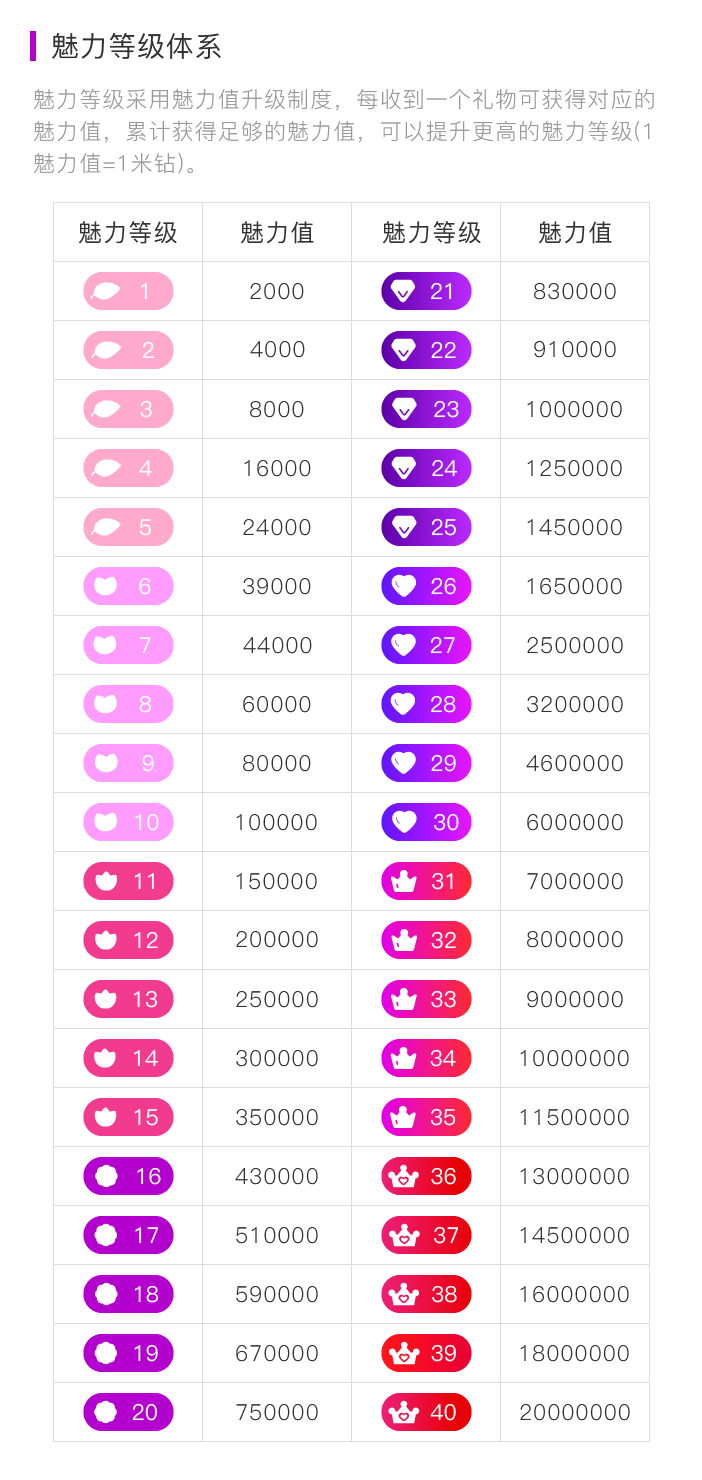 魅力等级体系
魅力等级采用魅力值升级制度，每收到一个礼物可获得对应的
魅力值，累计获得足够的魅力值，可以提升更高的魅力等级(1
魅力值=1米钻)。
魅力等级 魅力值 魅力等级 魅力值
1 2000 21 830000
2 4000 22 910000
3 8000 23 1000000
4 16000 24 1250000
5 24000 25 1450000
6 39000 26 1650000
7 44000 27 2500000
8 60000 28 3200000
9 80000 29 4600000
10 100000 30 6000000
11 150000 31 7000000
12 200000 32 8000000
13 250000 33 9000000
14 300000 34 10000000
15 350000 35 11500000
16 430000 36 13000000
17 510000 37 14500000
18 590000 38 16000000
19 670000 39 18000000
20 750000 40 20000000